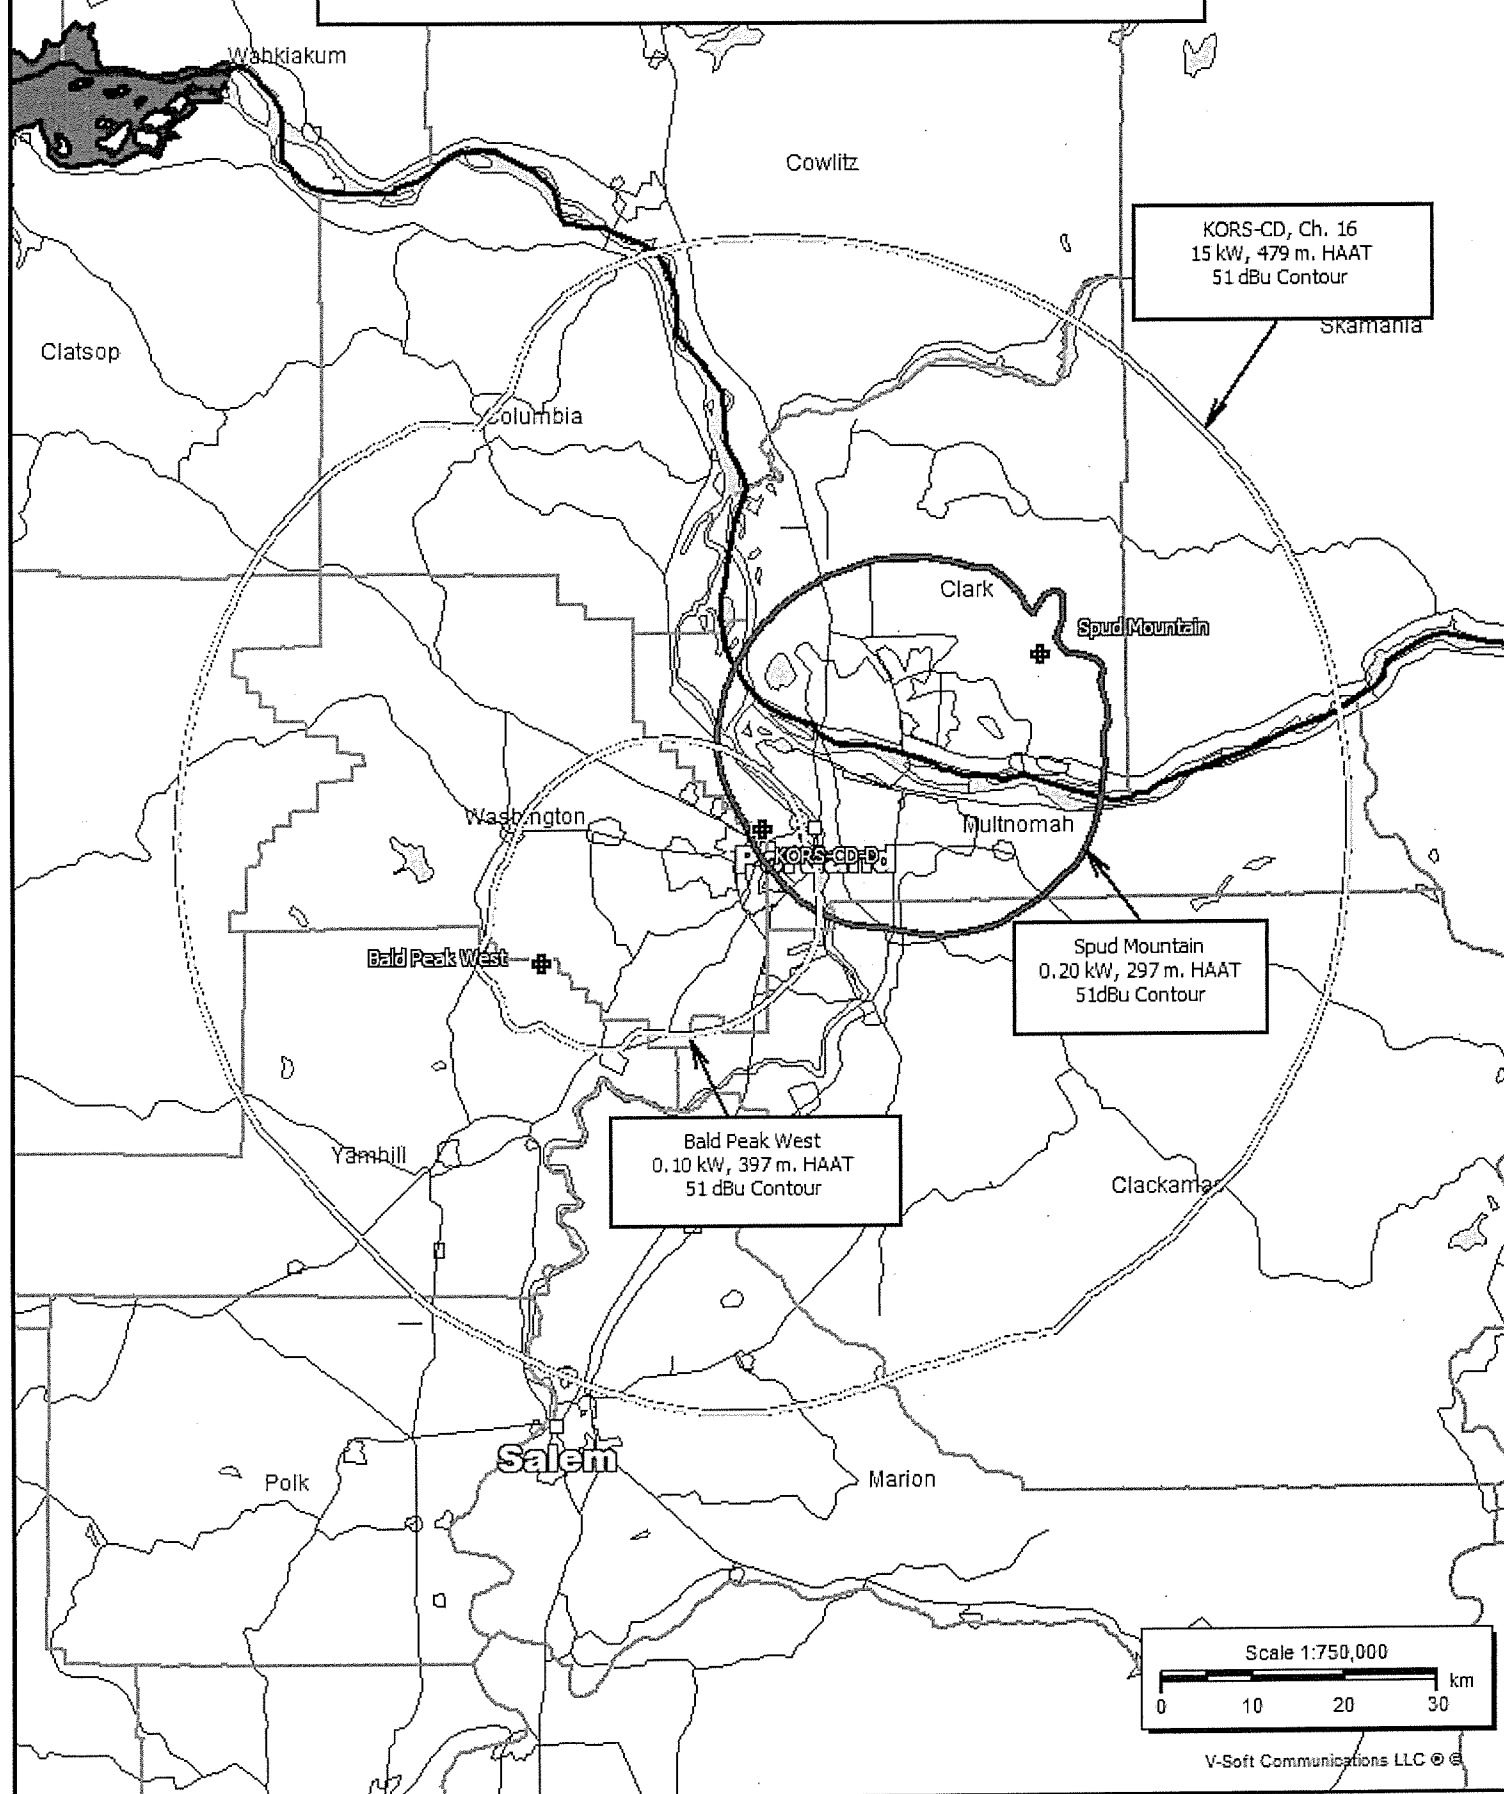 Wahkiakum
Cowlitz
KORS-CD, Ch. 16
15 kW, 479 m. HAAT
51 dBu Contour
Skamania
Clatsop
Columbia
Clark
Spud Mountain
Washington
Multnomah
Portland
KORS-CD-D
Bald Peak West
Spud Mountain
0.20 kW, 297 m. HAAT
51dBu Contour
Bald Peak West
0.10 kW, 397 m. HAAT
51 dBu Contour
Yamhill
Clackamas
Salem
Polk
Marion
Scale 1:750,000
km
0 10 20 30
V-Soft Communications LLC ® ©